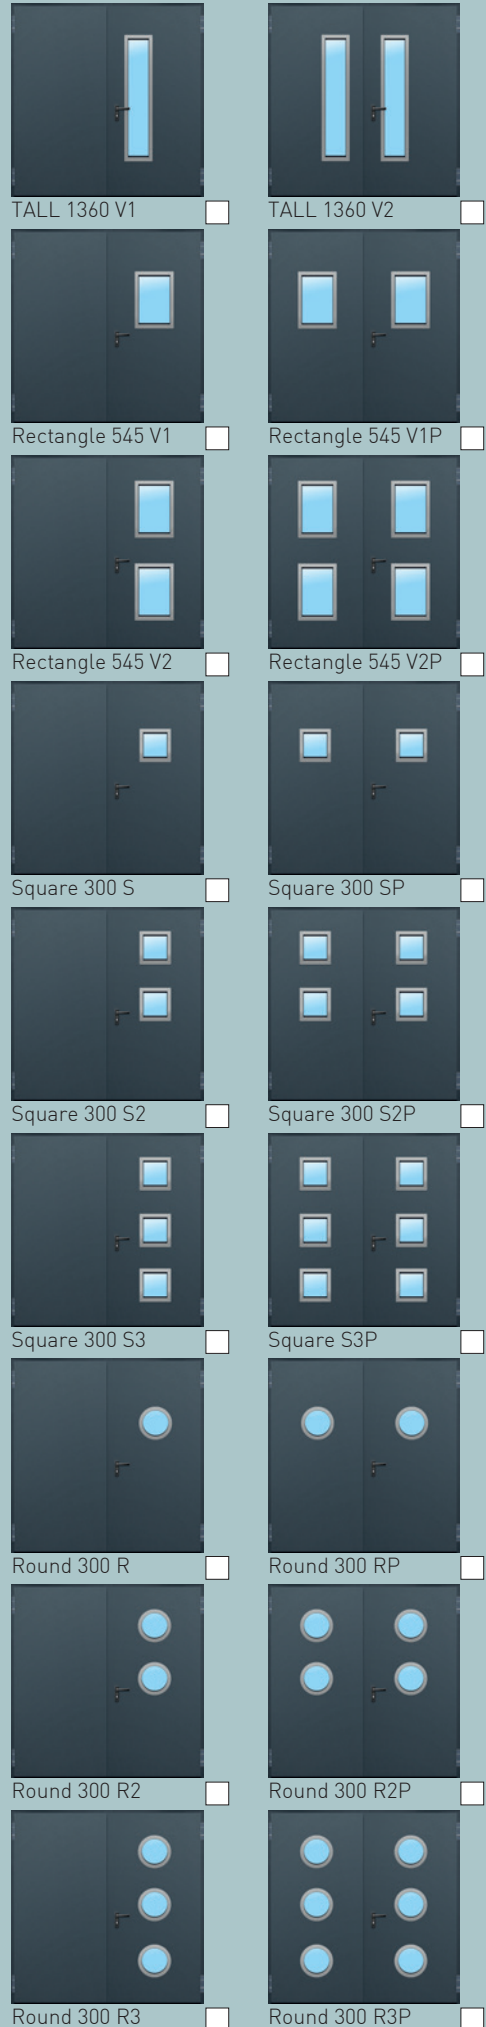 TALL 1360 V1
TALL 1360 V2
Rectangle 545 V1
Rectangle 545 V1P
Rectangle 545 V2
Rectangle 545 V2P
Square 300 S
Square 300 SP
Square 300 S2
Square 300 S2P
Square 300 S3
Square S3P
Round 300 R
Round 300 RP
Round 300 R2
Round 300 R2P
Round 300 R3
Round 300 R3P